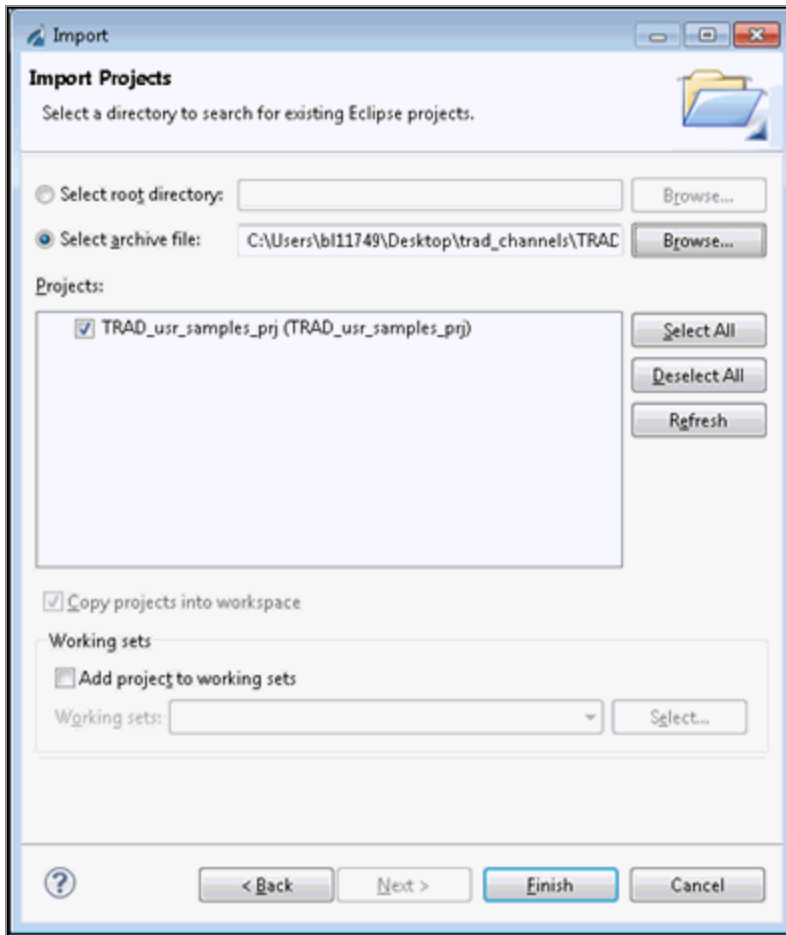 Import
Import Projects
Select a directory to search for existing Eclipse projects.
Select root directory:
Browse...
Select archive file:
C:\Users\bl11749\Desktop\trad_channels\TRAD
Browse...
Projects:
TRAD_usr_samples_prj (TRAD_usr_samples_prj)
Select All
Deselect All
Refresh
Copy projects into workspace
Working sets
Add project to working sets
Working sets:
Select...
?
< Back
Next >
Finish
Cancel